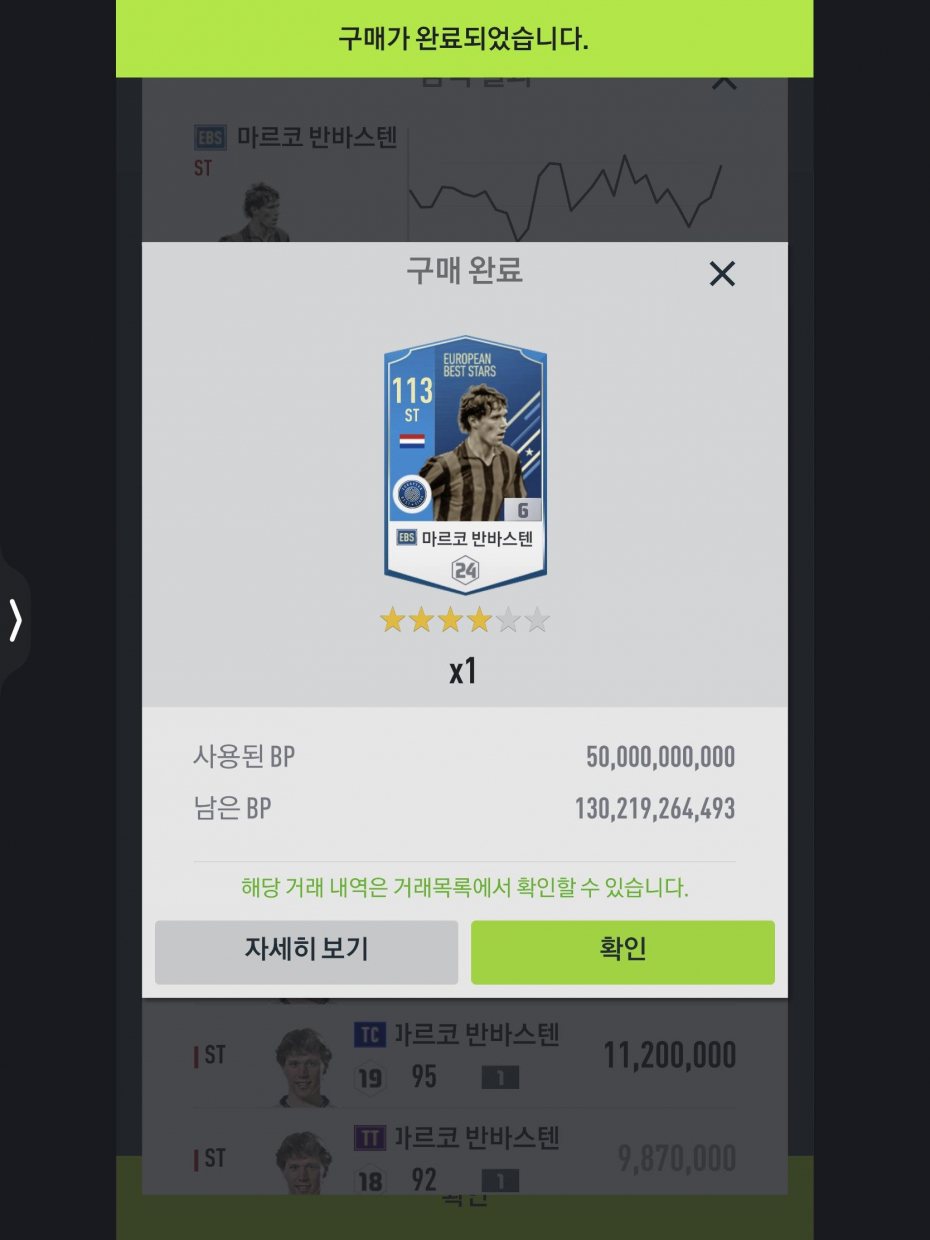 구매가 완료되었습니다.
EBS 마르코 반바스텐
ST
구매 완료
EUROPEAN
BEST STARS
113
ST
6
EBS 마르코 반바스텐
24
x1
사용된 BP 50,000,000,000
남은 BP 130,219,264,493
해당 거래 내역은 거래목록에서 확인할 수 있습니다.
자세히 보기 확인
ST TC 마르코 반바스텐 11,200,000
19 95 1
ST TT 마르코 반바스텐 9,870,000
18 92 1
확인